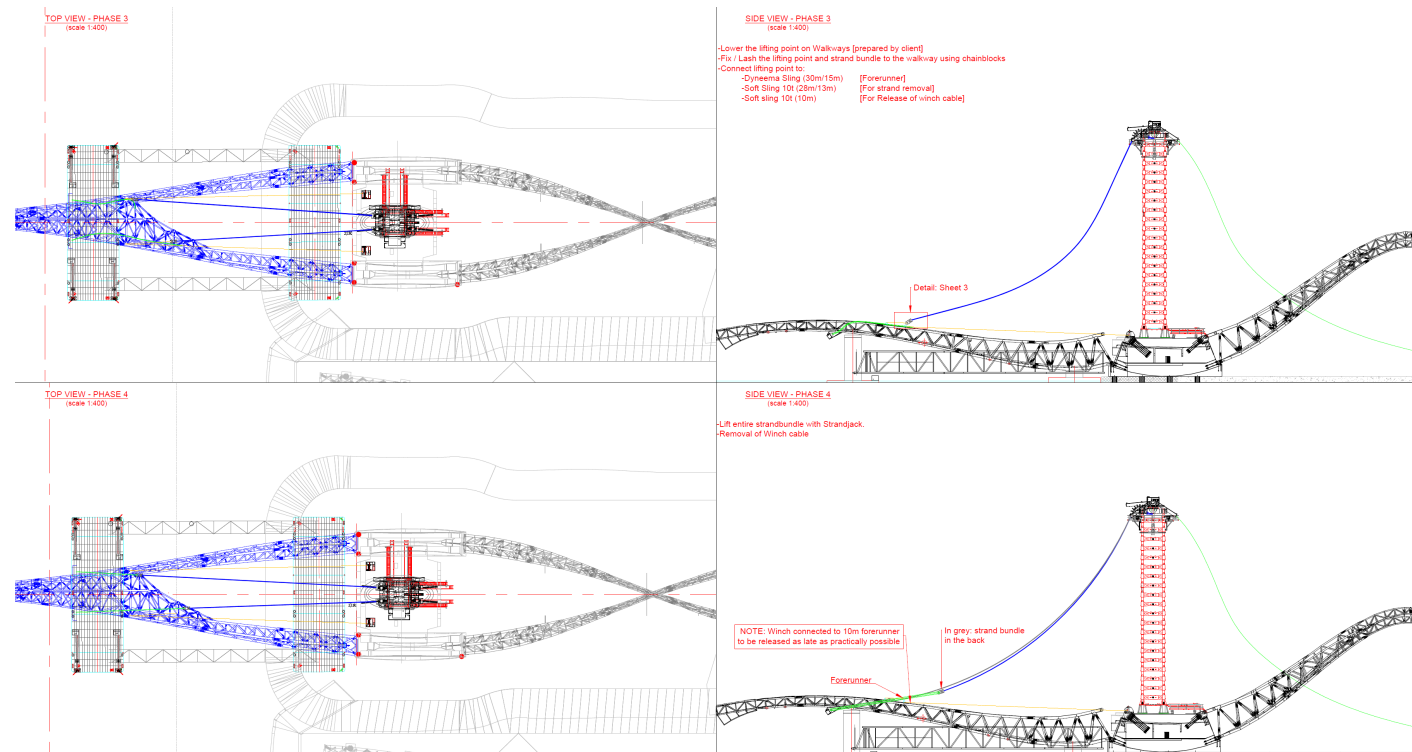 TOP VIEW - PHASE 3
(scale 1:400)
SIDE VIEW - PHASE 3
(scale 1:400)
-Lower the lifting point on Walkways [prepared by client]
-Fix / Lash the lifting point and strand bundle to the walkway using chainblocks
-Connect lifting point to:
-Dyneema Sling (30m/15m) [Forerunner]
-Soft Sling 10t (28m/13m) [For strand removal]
-Soft sling 10t (10m) [For Release of winch cable]
Detail: Sheet 3
TOP VIEW - PHASE 4
(scale 1:400)
SIDE VIEW - PHASE 4
(scale 1:400)
-Lift entire strandbundle with Strandjack.
-Removal of Winch cable
NOTE: Winch connected to 10m forerunner
to be released as late as practically possible
In grey: strand bundle
in the back
Forerunner